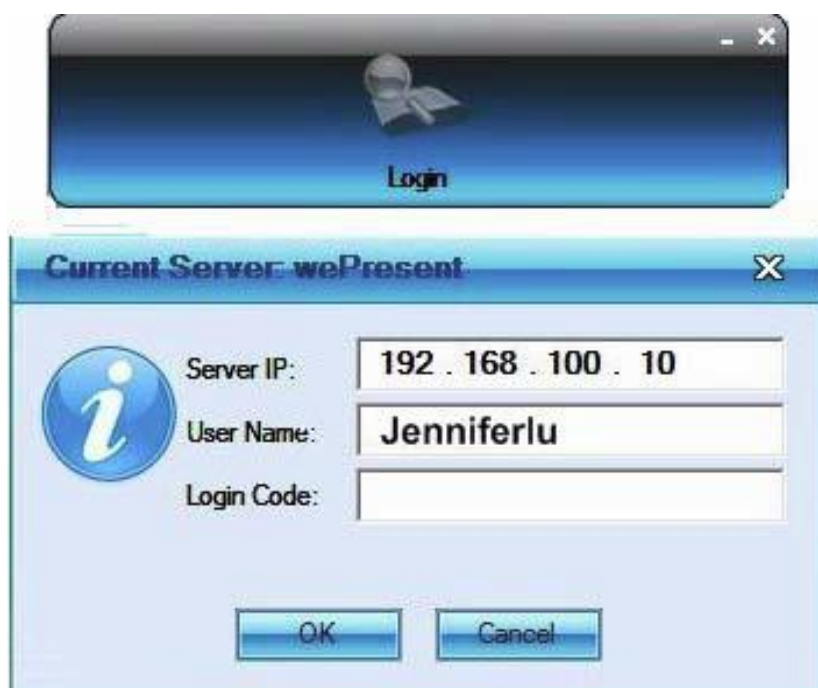 Login
Current Server: wePresent
Server IP: 192 . 168 . 100 . 10
User Name: Jenniferlu
Login Code:
OK Cancel